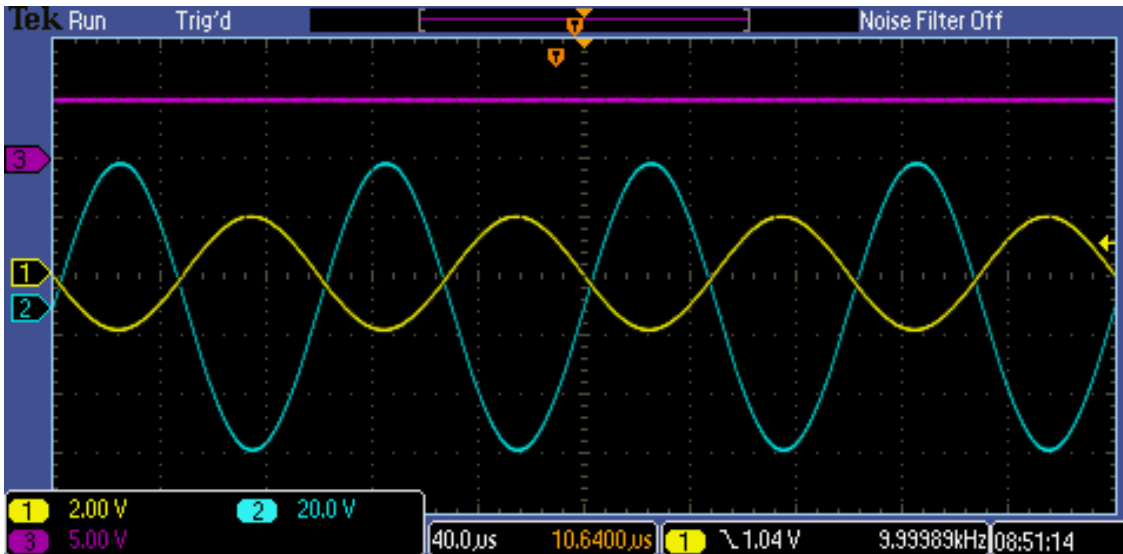 Tek Run Trig'd Noise Filter Off
T
T
3
1
2
1 2.00 V 2 20.0 V
3 5.00 V 40.0µs 10.6400µs 1 1.04 V 9.99989kHz 08:51:14